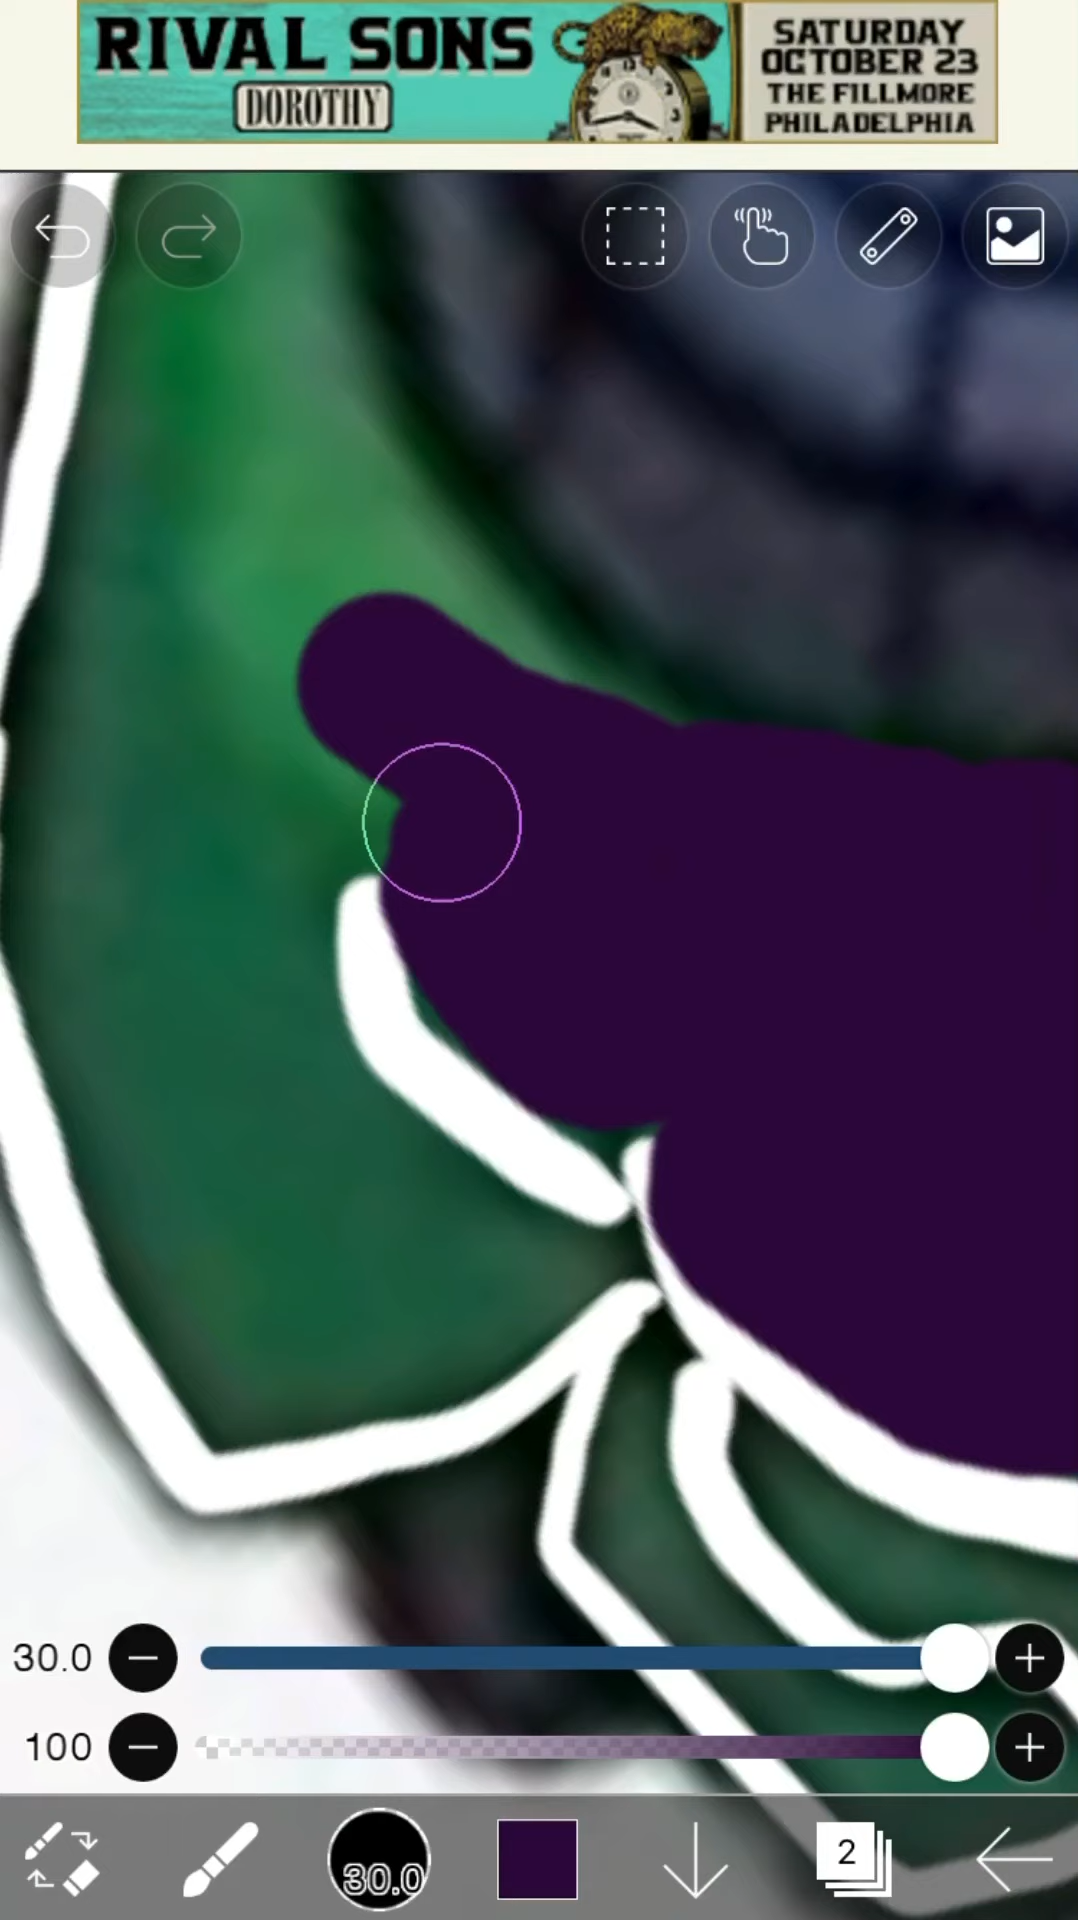 RIVAL SONS
DOROTHY
SATURDAY
OCTOBER 23
THE FILLMORE
PHILADELPHIA
30.0
100
30.0
2